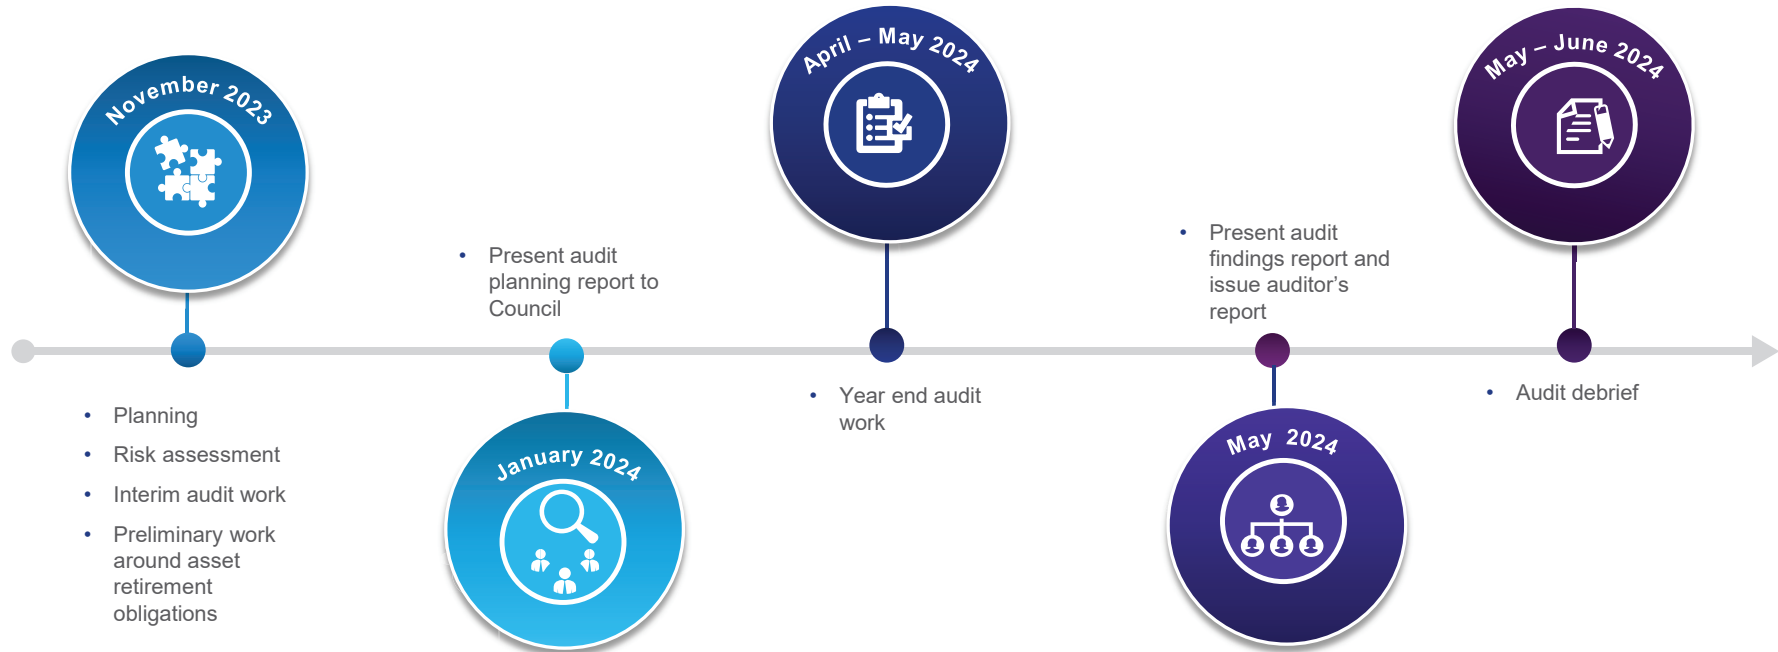 November 2023
• Planning
• Risk assessment
• Interim audit work
• Preliminary work
around asset
retirement
obligations
• Present audit
planning report to
Council
January 2024
April – May 2024
• Year end audit
work
• Present audit
findings report and
issue auditor’s
report
May 2024
May – June 2024
• Audit debrief